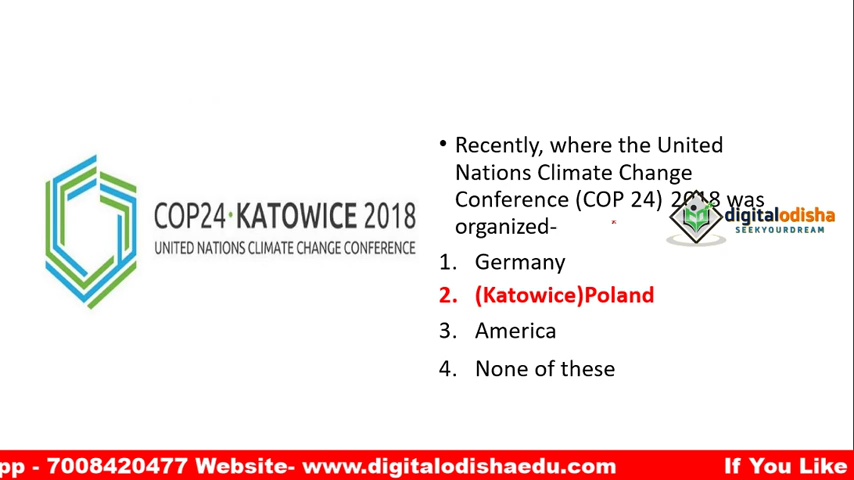 COP24·KATOWICE 2018
UNITED NATIONS CLIMATE CHANGE CONFERENCE
• Recently, where the United
Nations Climate Change
Conference (COP 24) 2018 was
organized-
digitalodisha
SEEKYOURDREAM
1. Germany
2. (Katowice)Poland
3. America
4. None of these
pp - 7008420477 Website- www.digitalodishaedu.com If You Like